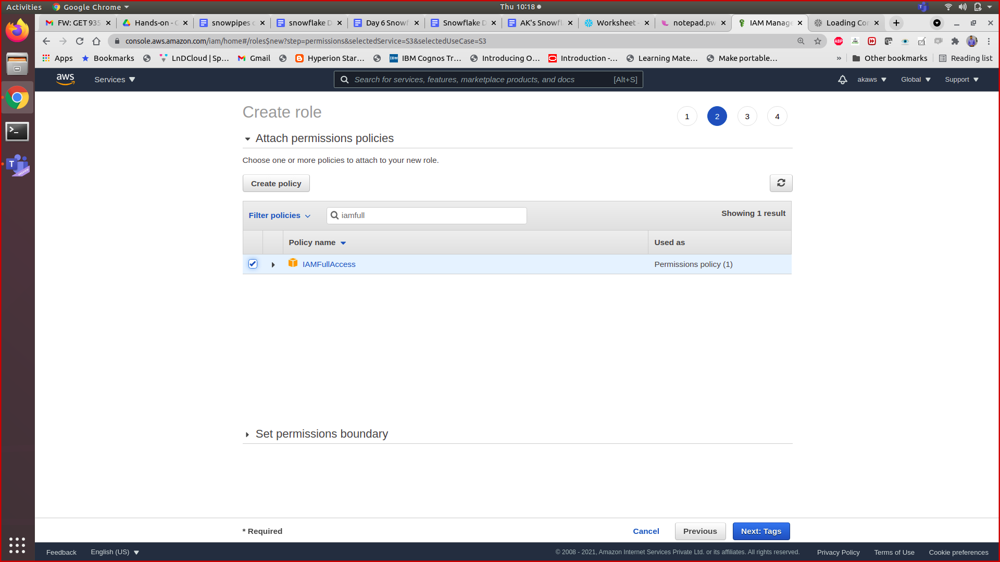 Activities Google Chrome Thu 10:18
FW: GET 935 Hands-on - snowpipes snowflake D Day 6 Snowf Snowflake D AK's Snowfl Worksheet - notepad.pw IAM Manage Loading Con
console.aws.amazon.com/iam/home#/roles$new?step=permissions&selectedService=S3&selectedUseCase=S3
Apps Bookmarks LnDCloud | Sp... Gmail Hyperion Star... IBM Cognos Tr... Introducing O... Introduction -... Learning Mate... Make portable... » Other bookmarks Reading list
aws Services Search for services, features, marketplace products, and docs [Alt+S] akaws Global Support
Create role 1 2 3 4
Attach permissions policies
Choose one or more policies to attach to your new role.
Create policy
Filter policies iamfull Showing 1 result
Policy name Used as
IAMFullAccess Permissions policy (1)
Set permissions boundary
* Required Cancel Previous Next: Tags
Feedback English (US) © 2008 - 2021, Amazon Internet Services Private Ltd. or its affiliates. All rights reserved. Privacy Policy Terms of Use Cookie preferences